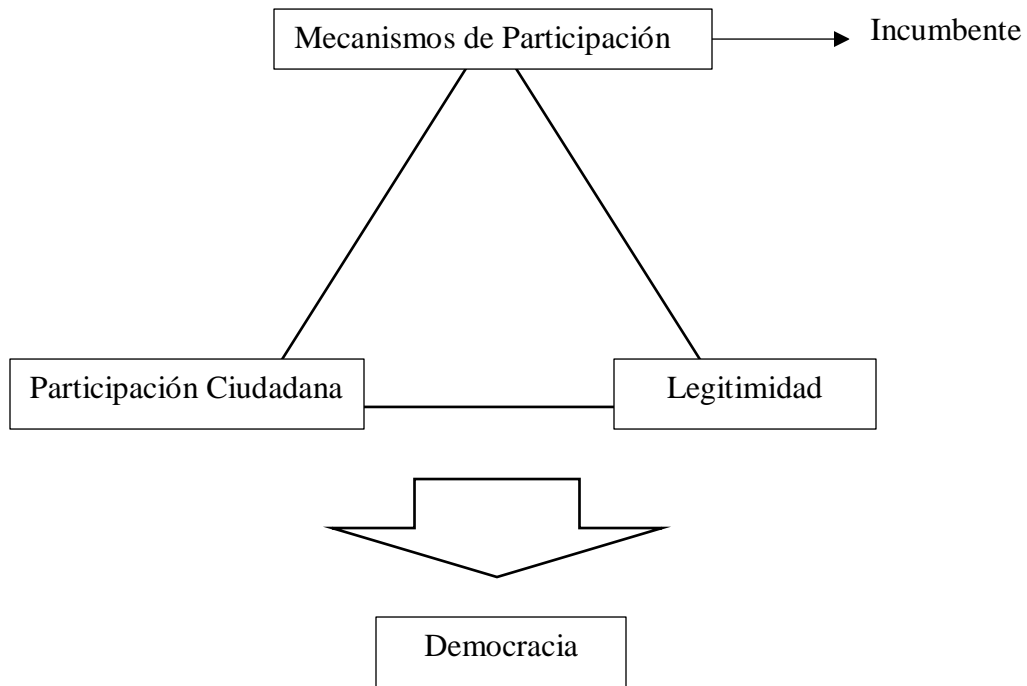 Mecanismos de Participación
Incumbente
Participación Ciudadana
Legitimidad
Democracia